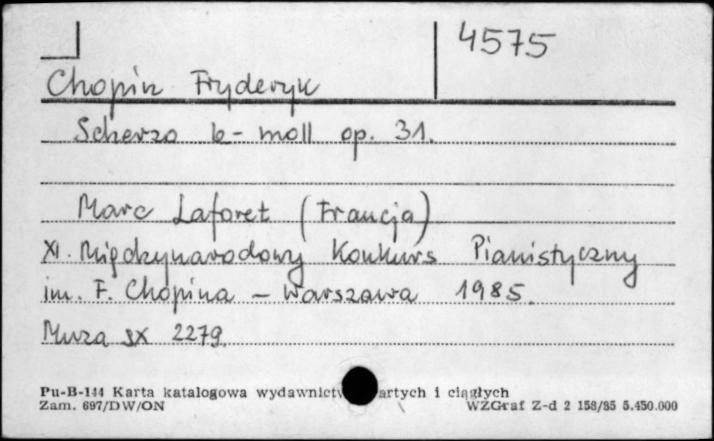 4575
Chopin Fryderyk
Scherzo b-moll op. 31.
Marc Laforet (Francja)
XI. Międzynarodowy Konkurs Pianistyczny
im. F. Chopina – Warszawa 1985.
Muza SX 2279.
Pu-B-144 Karta katalogowa wydawnictw artych i ciągłych
Zam. 697/DW/ON WZGraf Z-d 2 158/85 5.450.000